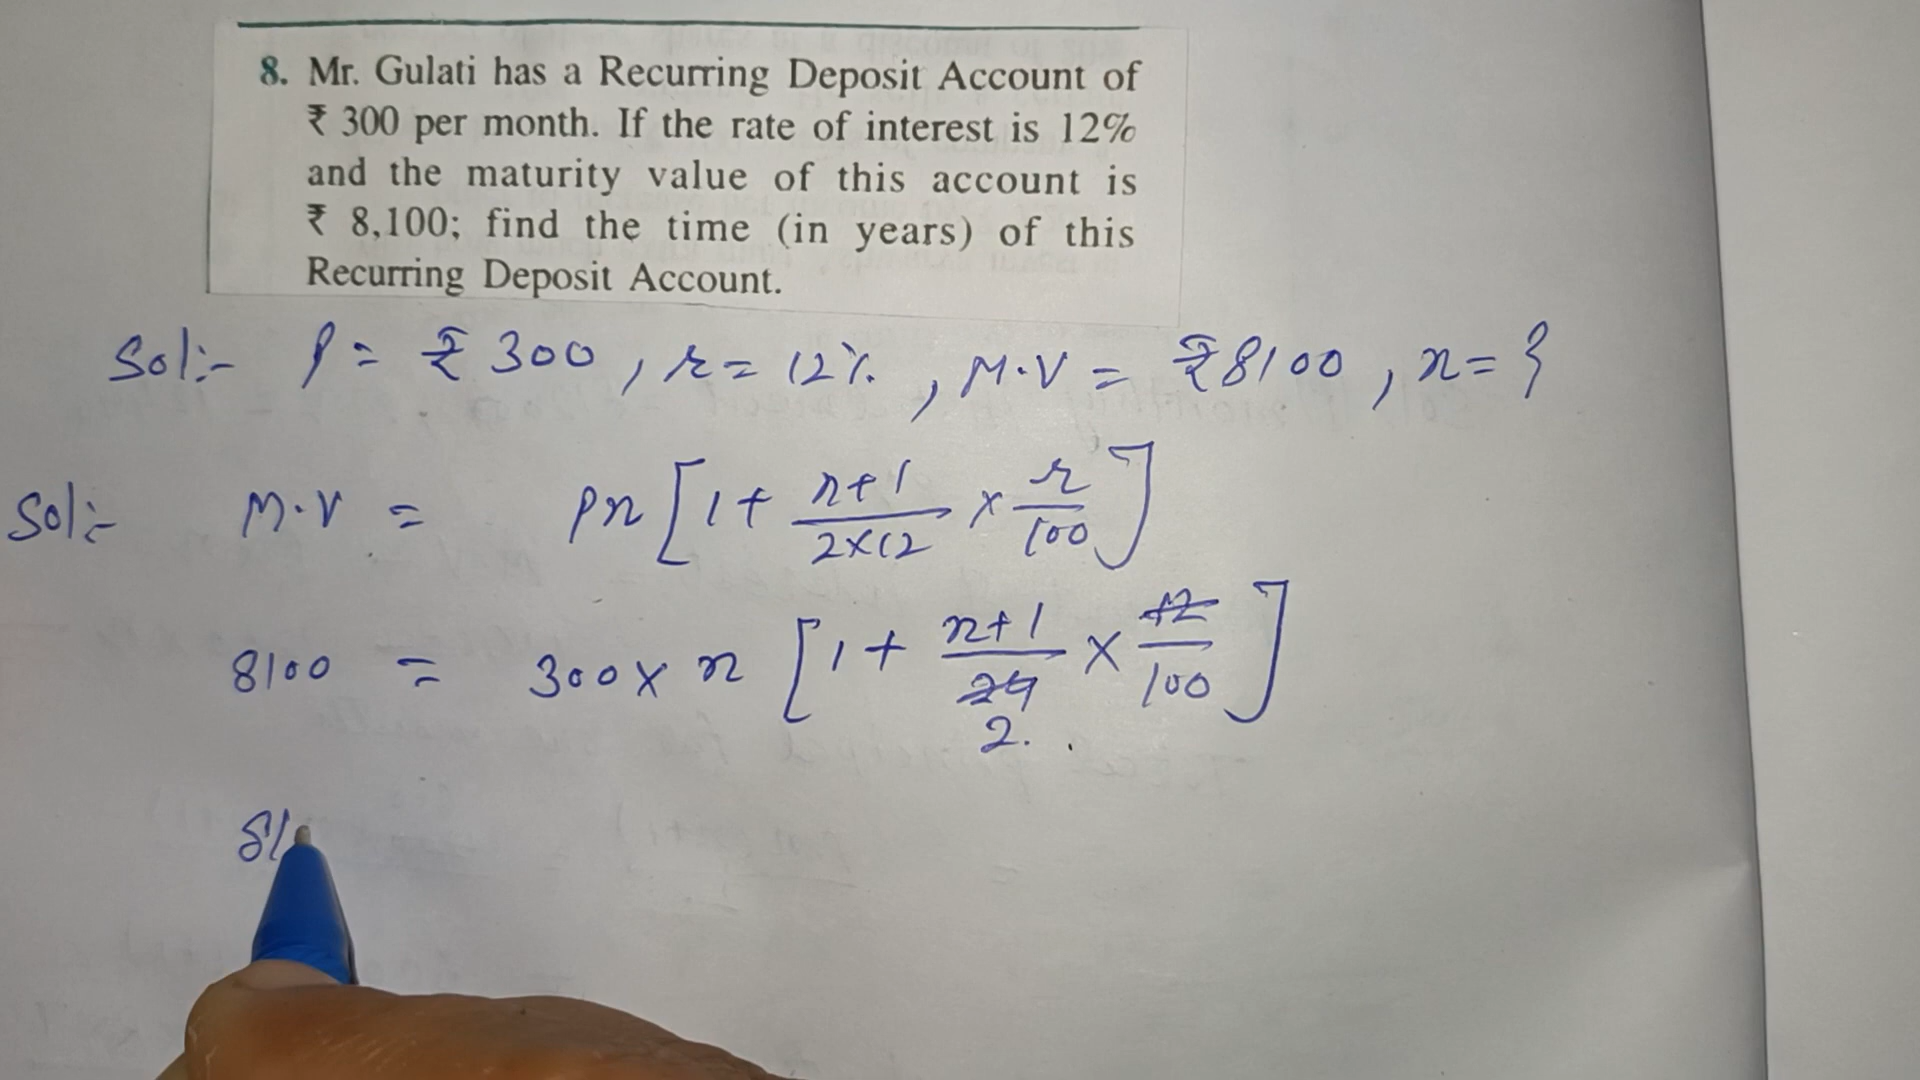 8. Mr. Gulati has a Recurring Deposit Account of
₹ 300 per month. If the rate of interest is 12%
and the maturity value of this account is
₹ 8,100; find the time (in years) of this
Recurring Deposit Account.
Sol:- P = ₹ 300, r = 12%, M.V = ₹8100, n = ?
Sol:- M.V = Pn [1 + n+1/2×12 × r/100]
8100 = 300 × n [1 + n+1/24 × 12/100]
2.
81